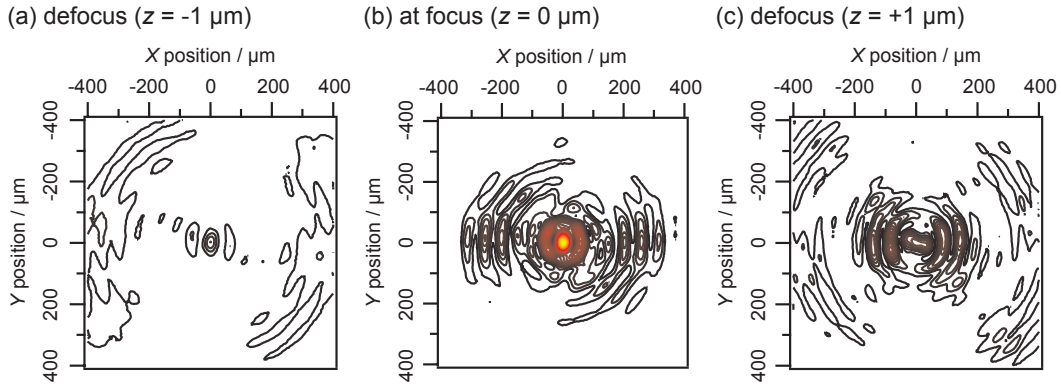 (a) defocus (z = -1 µm)
X position / µm
-400 -200 0 200 400
Y position / µm
-400
-200
0
200
400
(b) at focus (z = 0 µm)
X position / µm
-400 -200 0 200 400
Y position / µm
-400
-200
0
200
400
(c) defocus (z = +1 µm)
X position / µm
-400 -200 0 200 400
Y position / µm
-400
-200
0
200
400